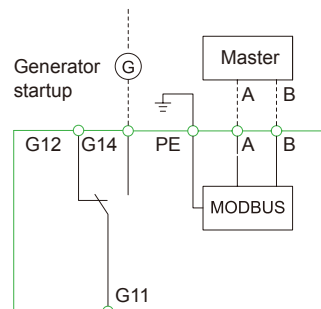 G
Master
Generator
startup
A B
G12 G14 PE A B
MODBUS
G11